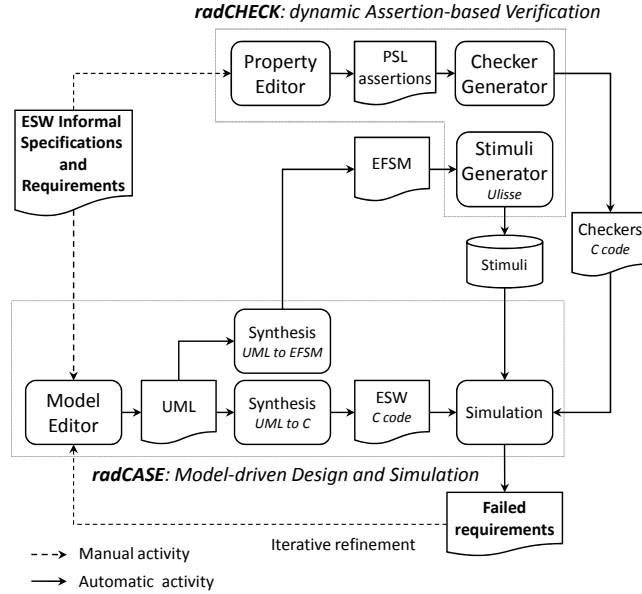 radCHECK: dynamic Assertion-based Verification
Property
Editor
PSL
assertions
Checker
Generator
ESW Informal
Specifications
and
Requirements
EFSM
Stimuli
Generator
Ulisse
Checkers
C code
Stimuli
Synthesis
UML to EFSM
Model
Editor
UML
Synthesis
UML to C
ESW
C code
Simulation
radCASE: Model-driven Design and Simulation
Failed
requirements
Iterative refinement
Manual activity
Automatic activity